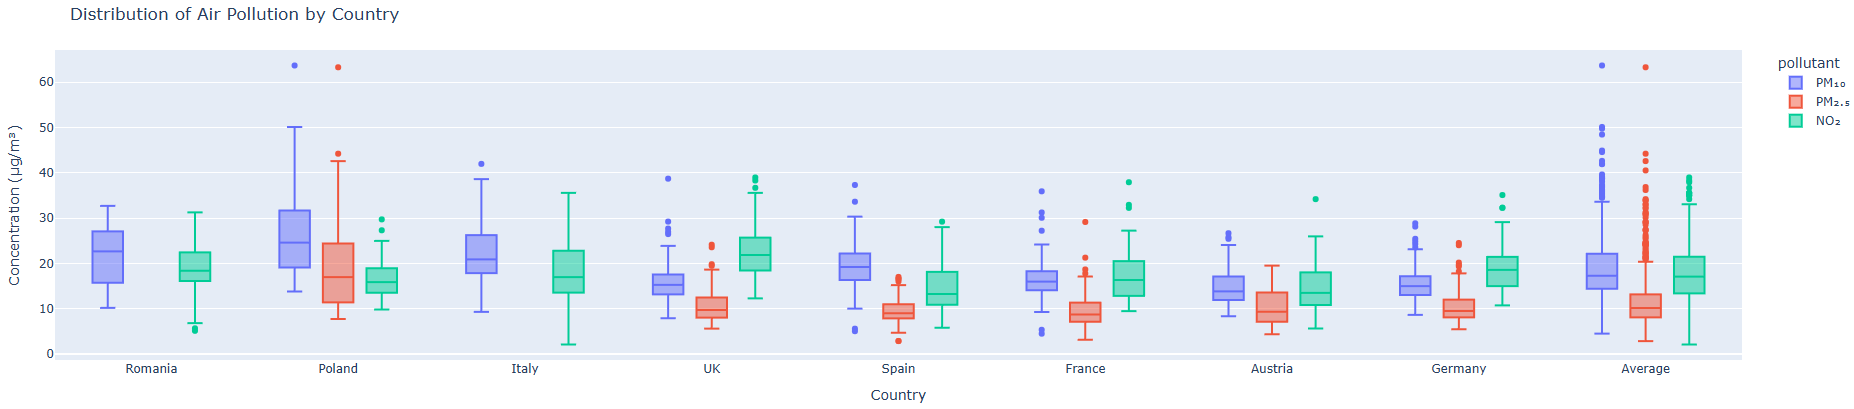 Distribution of Air Pollution by Country
pollutant
PM₁₀
PM₂.₅
NO₂
Concentration (µg/m³)
60
50
40
30
20
10
0
Romania
Poland
Italy
UK
Spain
France
Austria
Germany
Average
Country